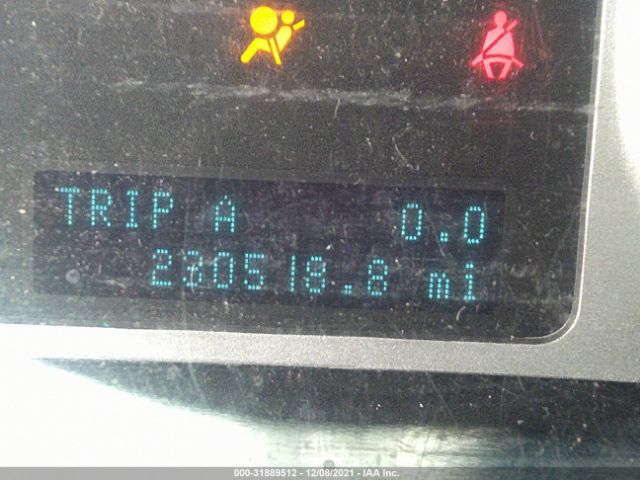 TRIP A 0.0
230518.8 mi
000-31889512 - 12/08/2021 - IAA Inc.